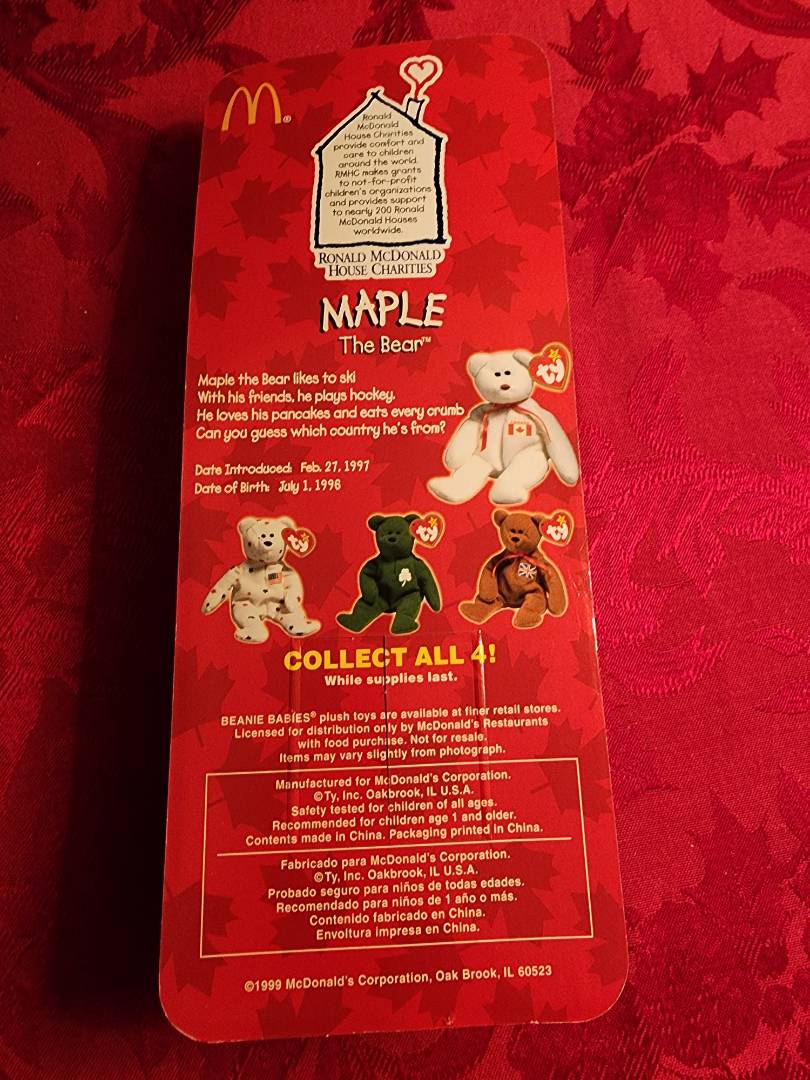 Ronald
McDonald
House Charities
provide comfort and
care to children
around the world.
RMHC makes grants
to not-for-profit
children's organizations
and provides support
to nearly 200 Ronald
McDonald Houses
worldwide.
RONALD MCDONALD
HOUSE CHARITIES
MAPLE
The Bear™
Maple the Bear likes to ski
With his friends, he plays hockey.
He loves his pancakes and eats every crumb
Can you guess which country he's from?
Date Introduced: Feb. 27, 1997
Date of Birth: July 1, 1996
ty
ty
ty
ty
COLLECT ALL 4!
While supplies last.
BEANIE BABIES® plush toys are available at finer retail stores.
Licensed for distribution only by McDonald's Restaurants
with food purchase. Not for resale.
Items may vary slightly from photograph.
Manufactured for McDonald's Corporation.
©Ty, Inc. Oakbrook, IL U.S.A.
Safety tested for children of all ages.
Recommended for children age 1 and older.
Contents made in China. Packaging printed in China.
Fabricado para McDonald's Corporation.
©Ty, Inc. Oakbrook, IL U.S.A.
Probado seguro para niños de todas edades.
Recomendado para niños de 1 año o más.
Contenido fabricado en China.
Envoltura impresa en China.
©1999 McDonald's Corporation, Oak Brook, IL 60523